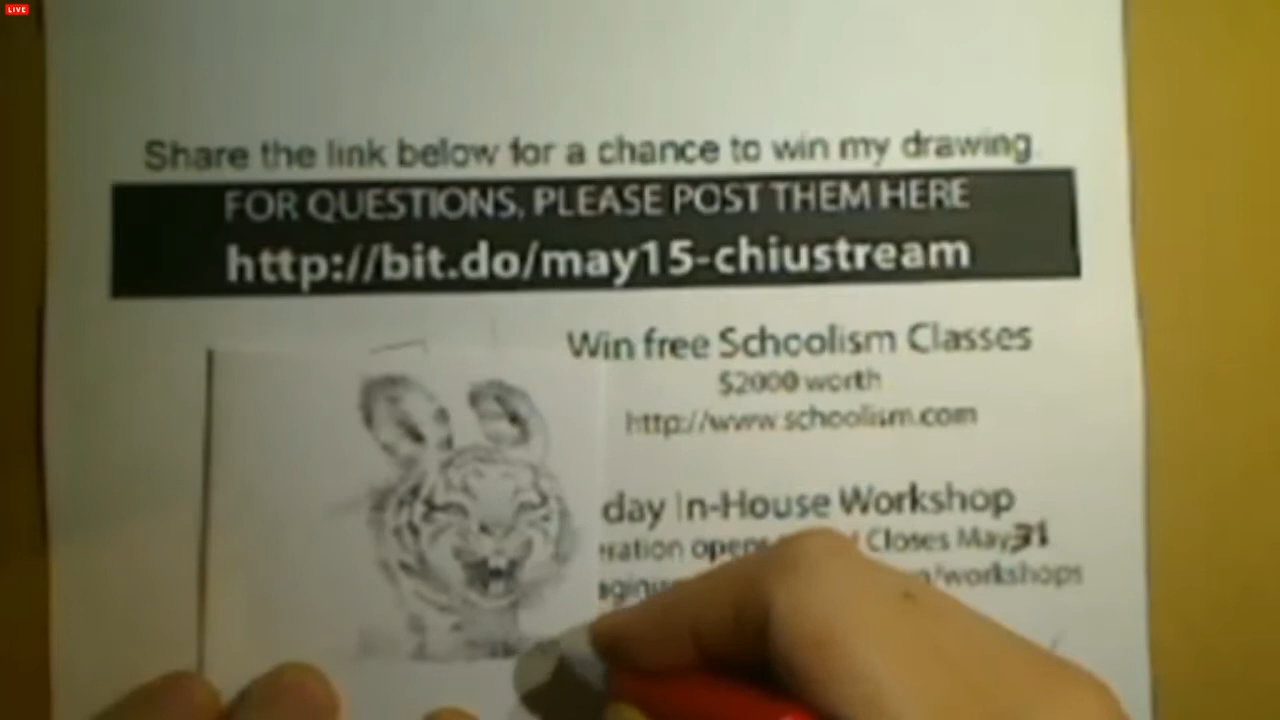 LIVE
Share the link below for a chance to win my drawing
FOR QUESTIONS, PLEASE POST THEM HERE
http://bit.do/may15-chiustream
Win free Schoolism Classes
$2000 worth
http://www.schoolism.com
day In-House Workshop
Closes May 31
/workshops